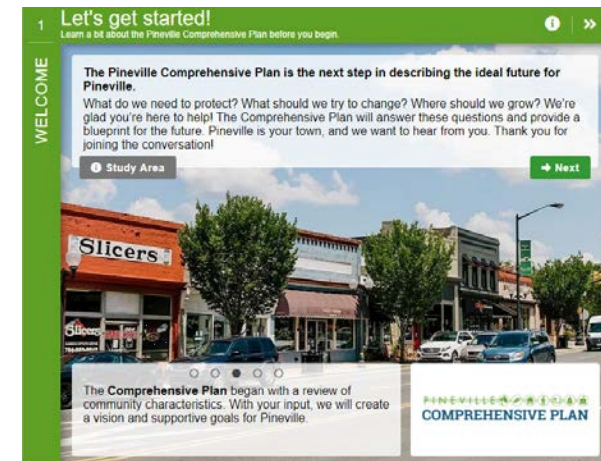 1
Let's get started!
Learn a bit about the Pineville Comprehensive Plan before you begin.
WELCOME
The Pineville Comprehensive Plan is the next step in describing the ideal future for
Pineville.
What do we need to protect? What should we try to change? Where should we grow? We're
glad you're here to help! The Comprehensive Plan will answer these questions and provide a
blueprint for the future. Pineville is your town, and we want to hear from you. Thank you for
joining the conversation!
Study Area
Next
Slicers
Slicers
The Comprehensive Plan began with a review of
community characteristics. With your input, we will create
a vision and supportive goals for Pineville.
PINEVILLE
COMPREHENSIVE PLAN